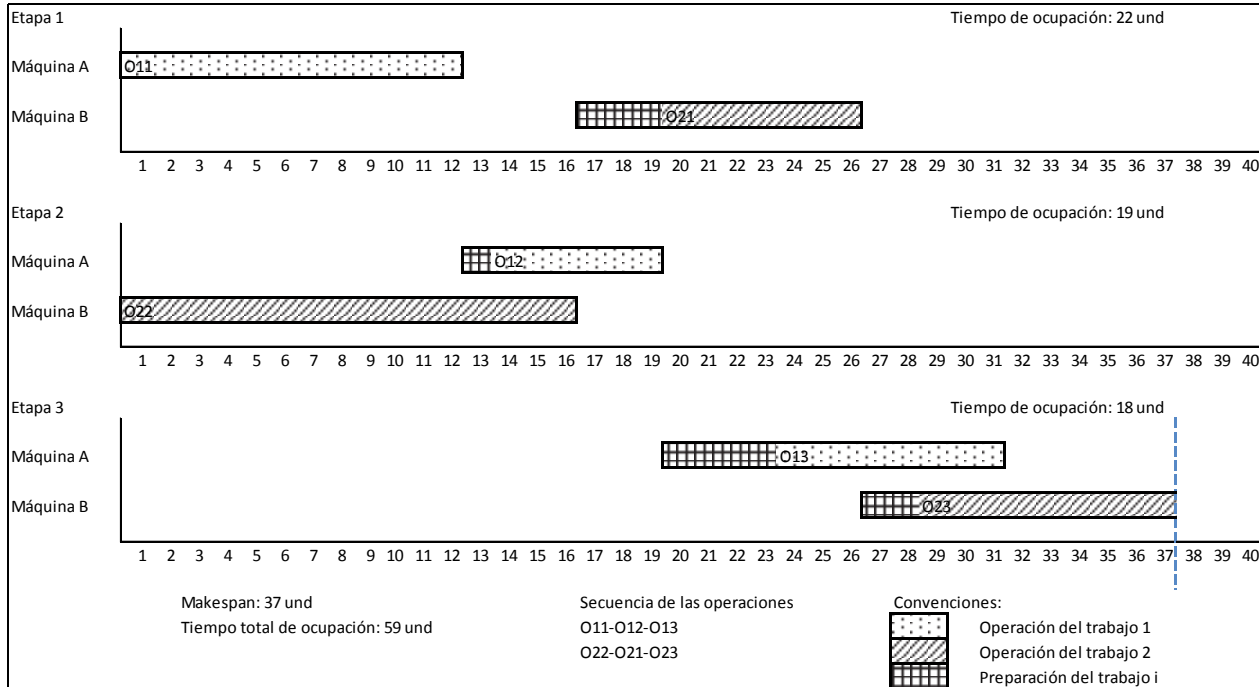 Etapa 1 Tiempo de ocupación: 22 und
Máquina A O11
Máquina B O21
1 2 3 4 5 6 7 8 9 10 11 12 13 14 15 16 17 18 19 20 21 22 23 24 25 26 27 28 29 30 31 32 33 34 35 36 37 38 39 40
Etapa 2 Tiempo de ocupación: 19 und
Máquina A O12
Máquina B O22
1 2 3 4 5 6 7 8 9 10 11 12 13 14 15 16 17 18 19 20 21 22 23 24 25 26 27 28 29 30 31 32 33 34 35 36 37 38 39 40
Etapa 3 Tiempo de ocupación: 18 und
Máquina A O13
Máquina B O23
1 2 3 4 5 6 7 8 9 10 11 12 13 14 15 16 17 18 19 20 21 22 23 24 25 26 27 28 29 30 31 32 33 34 35 36 37 38 39 40
Makespan: 37 und Secuencia de las operaciones Convenciones:
Tiempo total de ocupación: 59 und O11-O12-O13 Operación del trabajo 1
O22-O21-O23 Operación del trabajo 2
Preparación del trabajo i